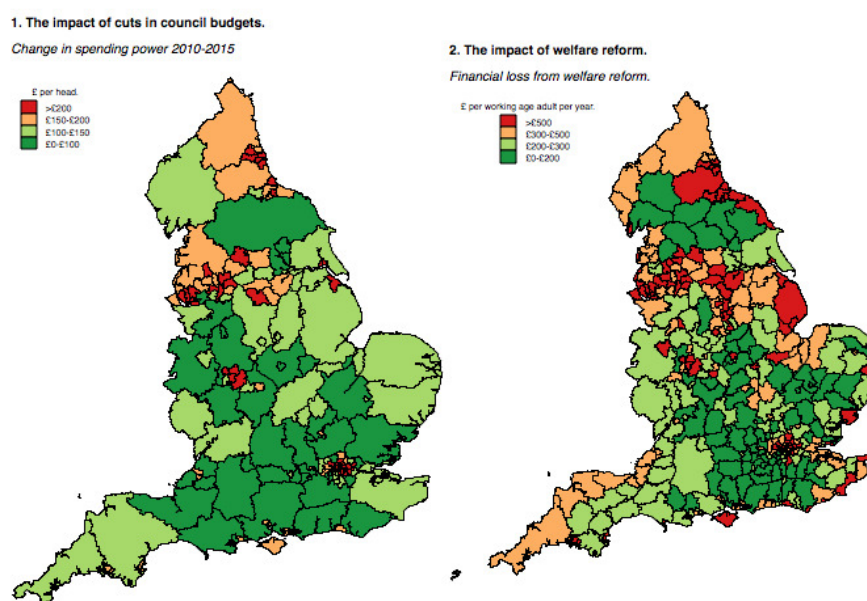 1. The impact of cuts in council budgets.
Change in spending power 2010-2015
£ per head.
>£200
£150-£200
£100-£150
£0-£100
2. The impact of welfare reform.
Financial loss from welfare reform.
£ per working age adult per year.
>£500
£300-£500
£200-£300
£0-£200